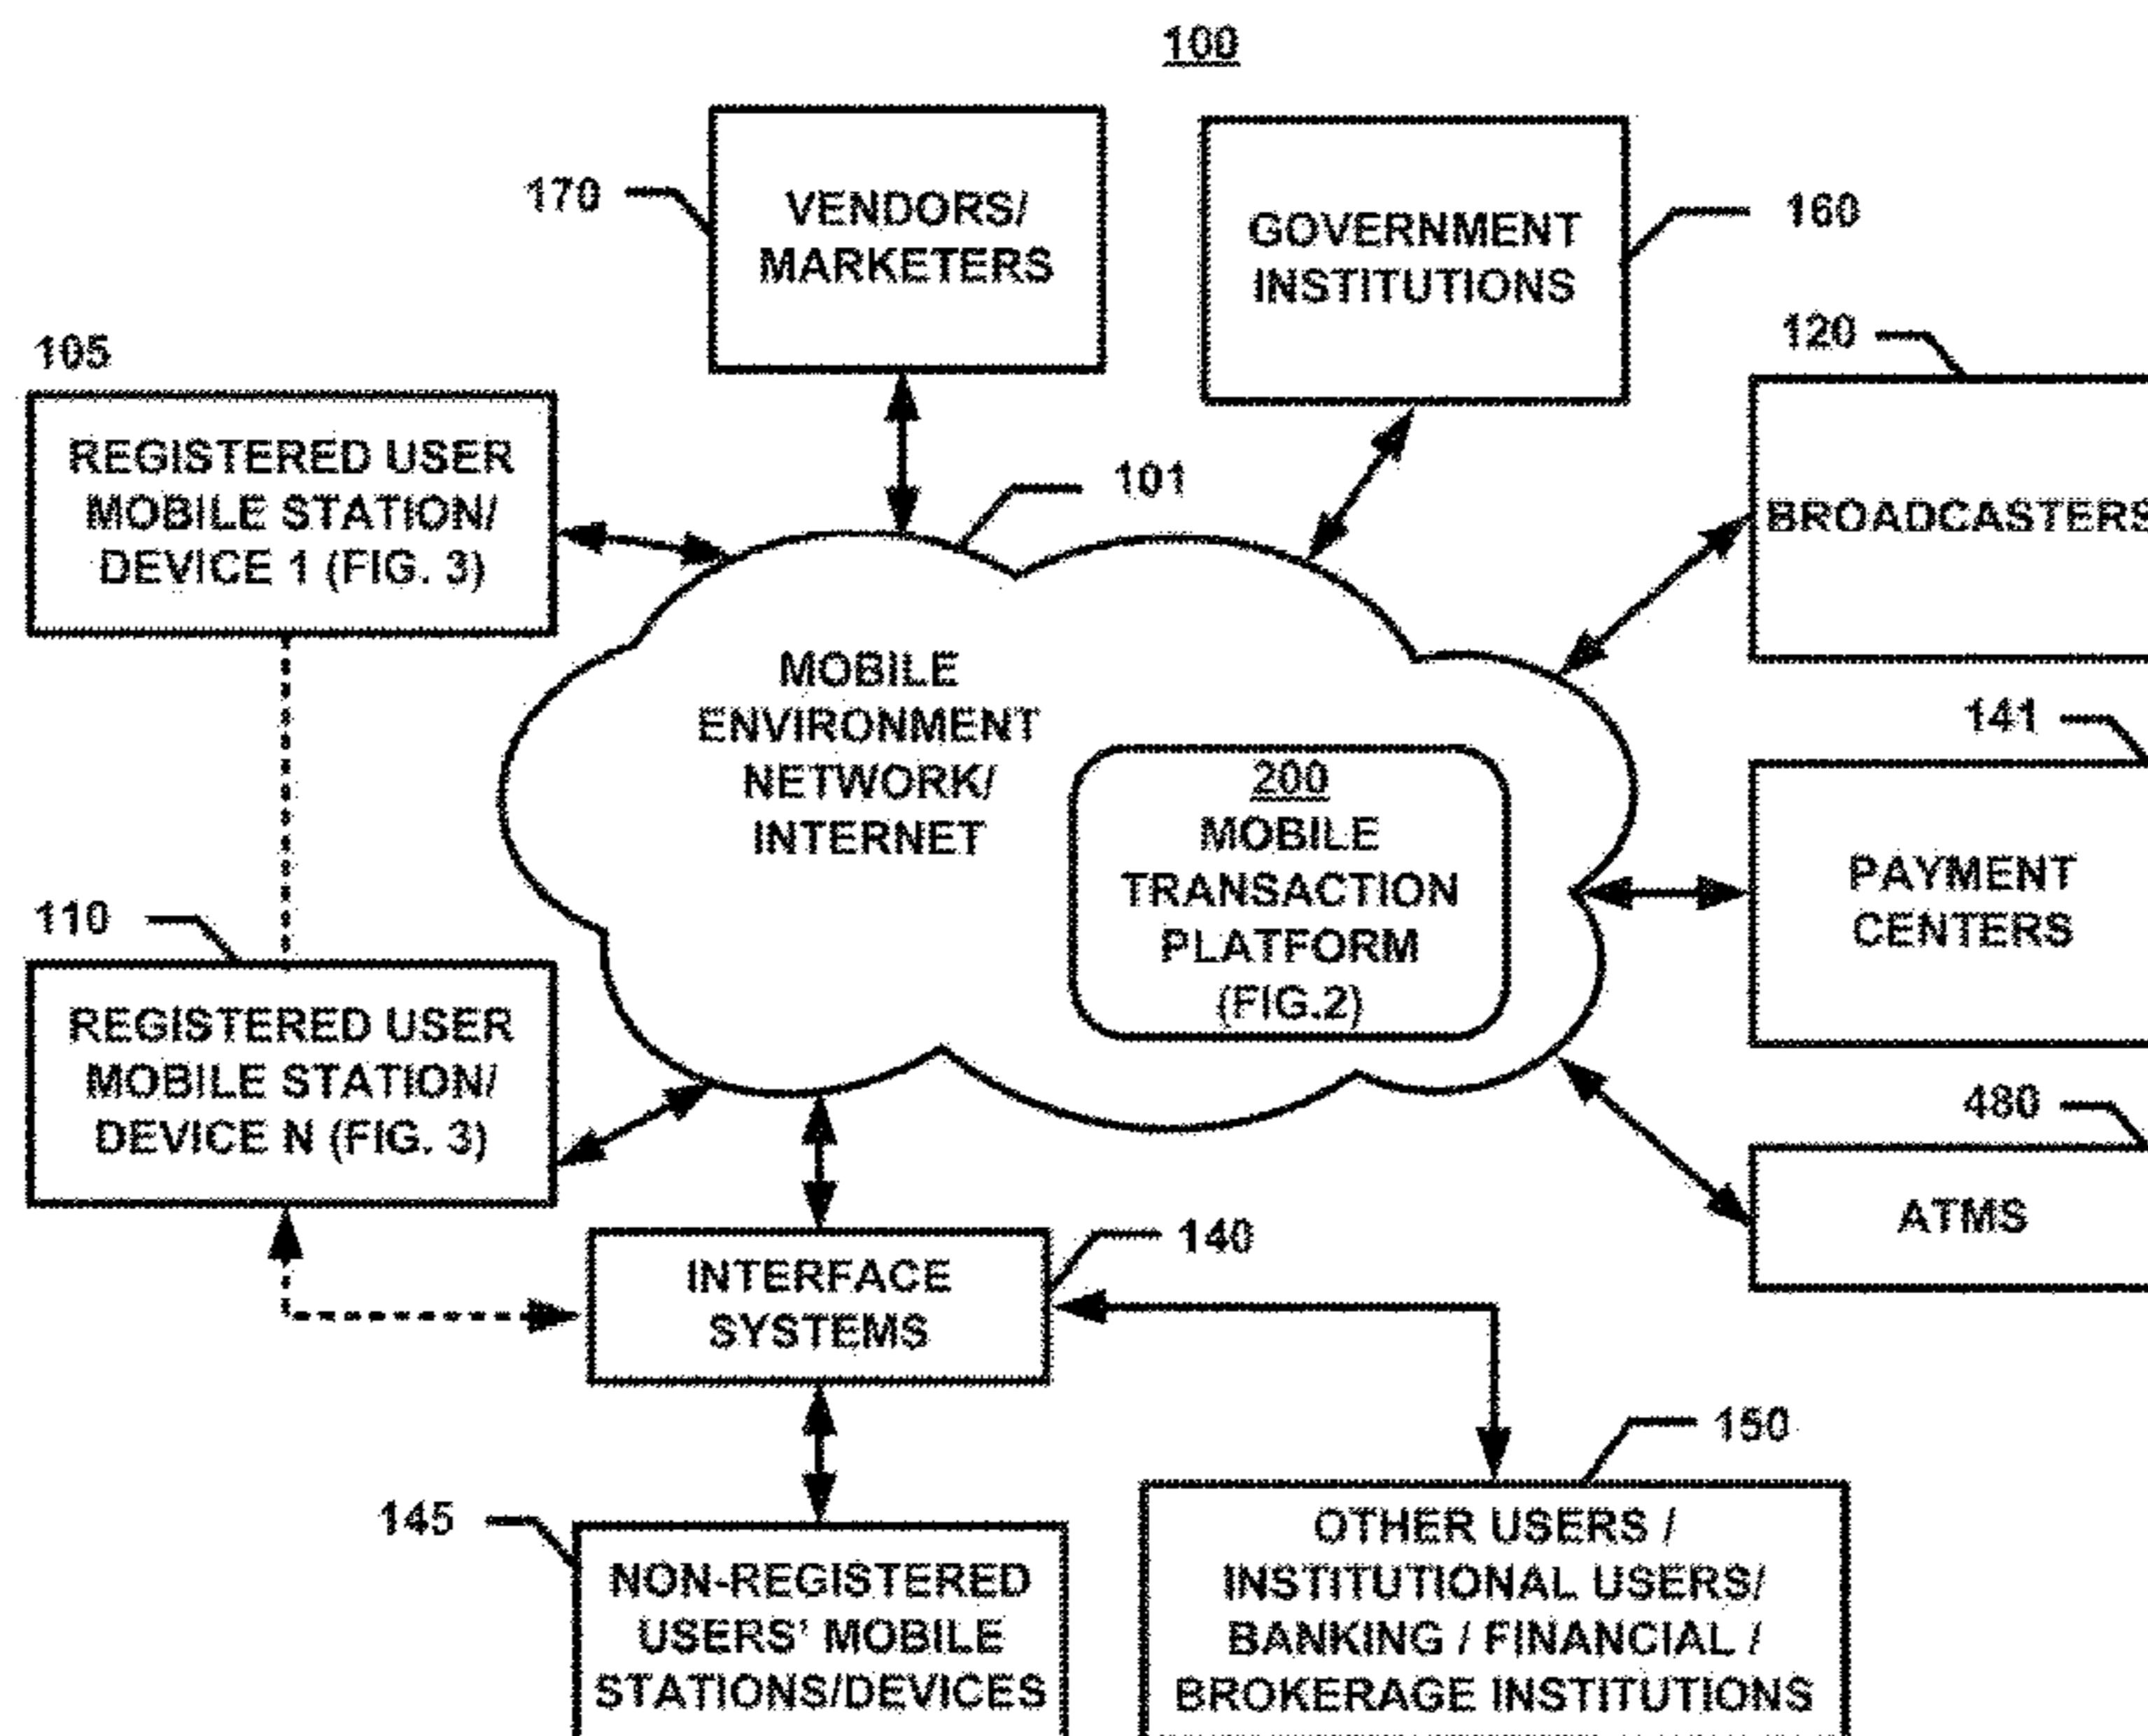 100
170
VENDORS/
MARKETERS
GOVERNMENT
INSTITUTIONS
160
105
REGISTERED USER
MOBILE STATION/
DEVICE 1 (FIG. 3)
101
120
BROADCASTERS
MOBILE
ENVIRONMENT
NETWORK/
INTERNET
200
MOBILE
TRANSACTION
PLATFORM
(FIG.2)
141
PAYMENT
CENTERS
110
REGISTERED USER
MOBILE STATION/
DEVICE N (FIG. 3)
480
ATMS
INTERFACE
SYSTEMS
140
145
NON-REGISTERED
USERS' MOBILE
STATIONS/DEVICES
150
OTHER USERS /
INSTITUTIONAL USERS/
BANKING / FINANCIAL /
BROKERAGE INSTITUTIONS